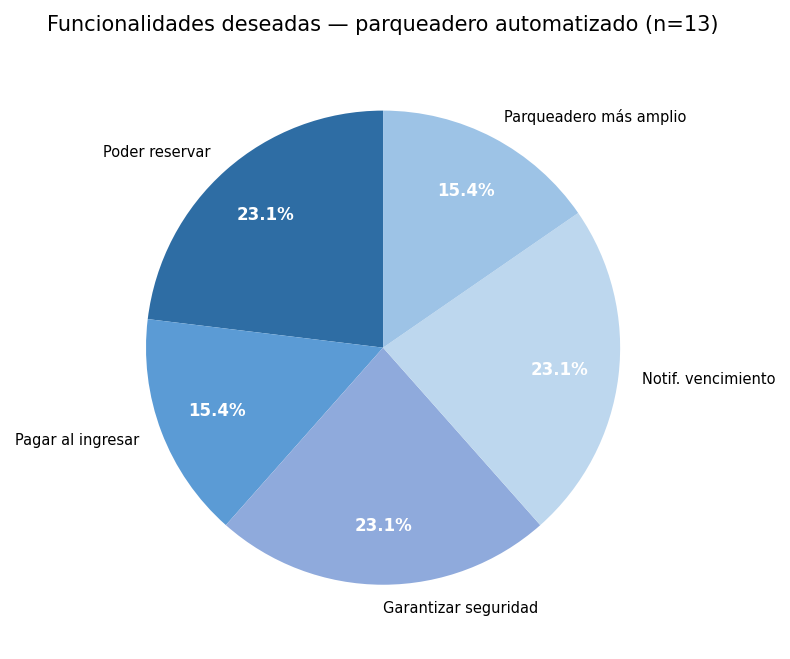 Funcionalidades deseadas — parqueadero automatizado (n=13)
Parqueadero más amplio
Poder reservar
15.4%
23.1%
23.1%
Notif. vencimiento
15.4%
Pagar al ingresar
23.1%
Garantizar seguridad